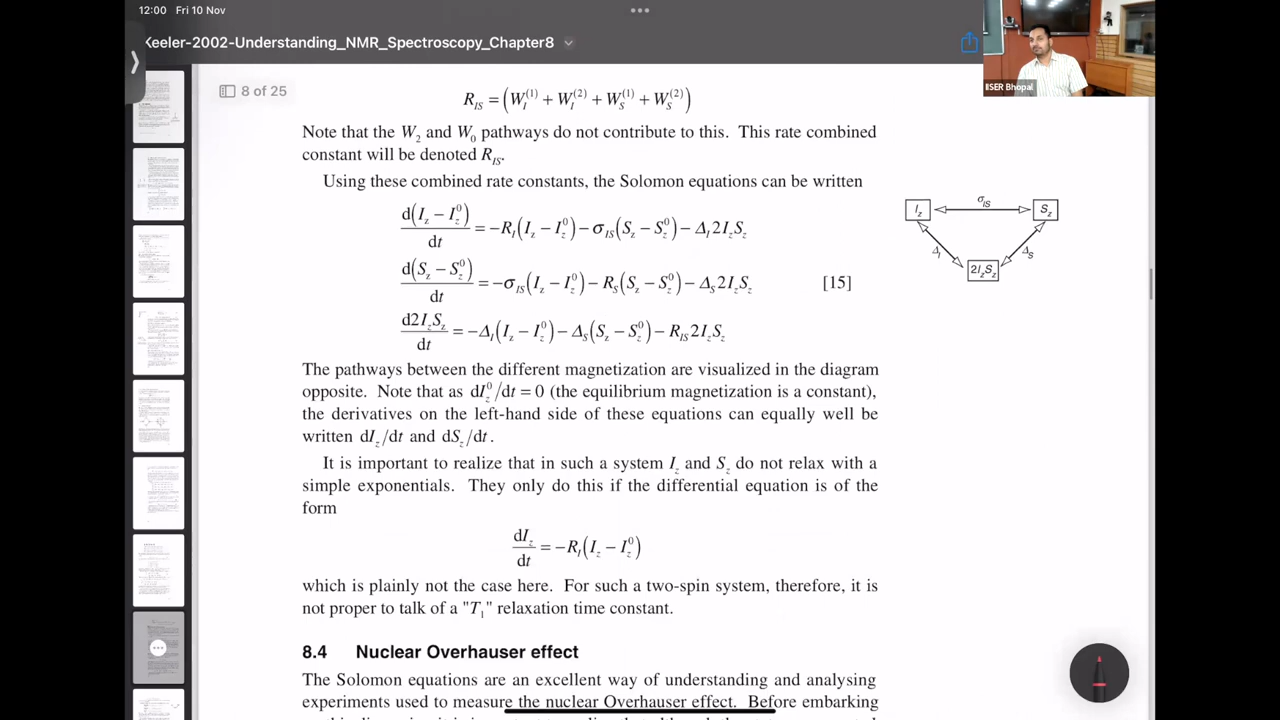 12:00 Fri 10 Nov
Keeler-2002-Understanding_NMR_Spectroscopy_Chapter8
IISER Bhopal
8 of 25
R_IS = (W_I^(1) + W_I^(2) + W_S^(1) + W_S^(2))
Note that the W_2 and W_0 pathways do not contribute to this. This rate combined
constant will be denoted R_IS.
Using these combined rate constants, the Solomon equations can be written
d(I_z − I_z^0)/dt = −R_I(I_z − I_z^0) − σ_IS(S_z − S_z^0) − Δ_I 2I_zS_z
d(S_z − S_z^0)/dt = −σ_IS(I_z − I_z^0) − R_S(S_z − S_z^0) − Δ_S 2I_zS_z [15]
d2I_zS_z/dt = −Δ_I(I_z − I_z^0) − Δ_S(S_z − S_z^0) − R_IS 2I_zS_z
I_z σ_IS S_z
Δ_I Δ_S
2I_zS_z
The pathways between the different magnetization are visualized in the diagram
opposite. Note that as dI_z^0/dt = 0 (the equilibrium magnetization is a constant),
the derivatives on the left-hand side of these equations can equally well be
written dI_z/dt and dS_z/dt.
It is important to realize that in such a system I_z and S_z do not relax with a
simple exponentials. They only do this if the differential equation is of the
form
dI_z/dt = −R_I(I_z − I_z^0)
which is plainly not the case here. For such a two-spin system, therefore, it is
not proper to talk of a "T_1" relaxation time constant.
8.4 Nuclear Overhauser effect
The Solomon equations are an excellent way of understanding and analysing